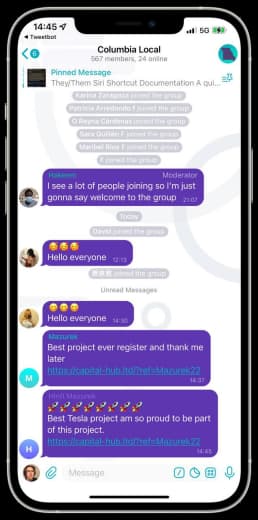 14:45
5G
Tweetbot
6
Columbia Local
567 members, 24 online
Pinned Message
They/Them Siri Shortcut Documentation A qui...
Karina Zaragoza joined the group
Patricia Arredondo F joined the group
O Reyna Cárdenas joined the group
Sara Guillén F joined the group
Maribel Rios F joined the group
F joined the group
Hakeem
Moderator
I see a lot of people joining so I'm just
gonna say welcome to the group
21:07
Today
David joined the group
Hello everyone
12:13
joined the group
Unread Messages
Hello everyone
14:30
Mazurek
Best project ever register and thank me
later
https://capital-hub.ltd/?ref=Mazurek22
14:37
M
Hirdi Mazurek
🚀🚀🚀🚀🚀🚀🚀🚀
Best Tesla project am so proud to be part
of this project.
https://capital-hub.ltd/?ref=Mazurek22
14:45
H
Message